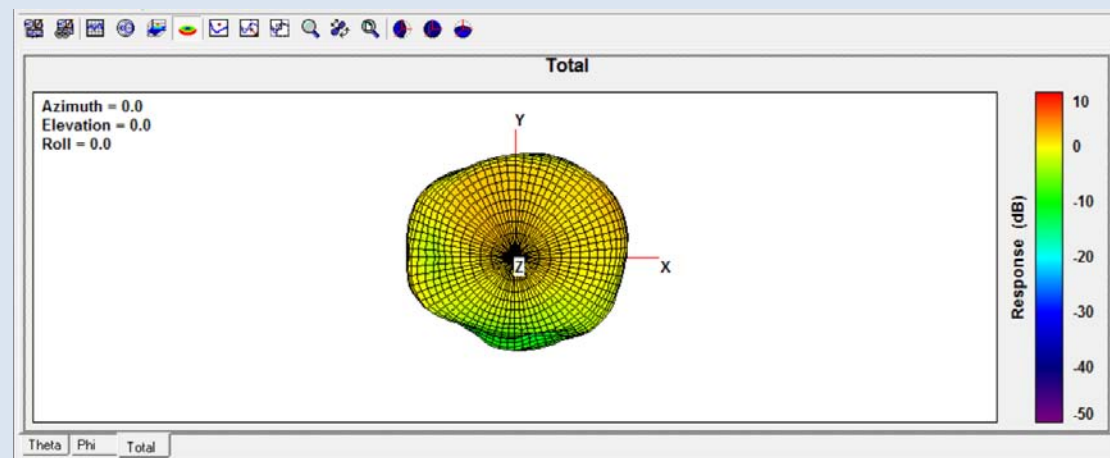 Total
Azimuth = 0.0
Elevation = 0.0
Roll = 0.0
Y
X
Z
10
0
-10
-20
-30
-40
-50
Response (dB)
Theta
Phi
Total